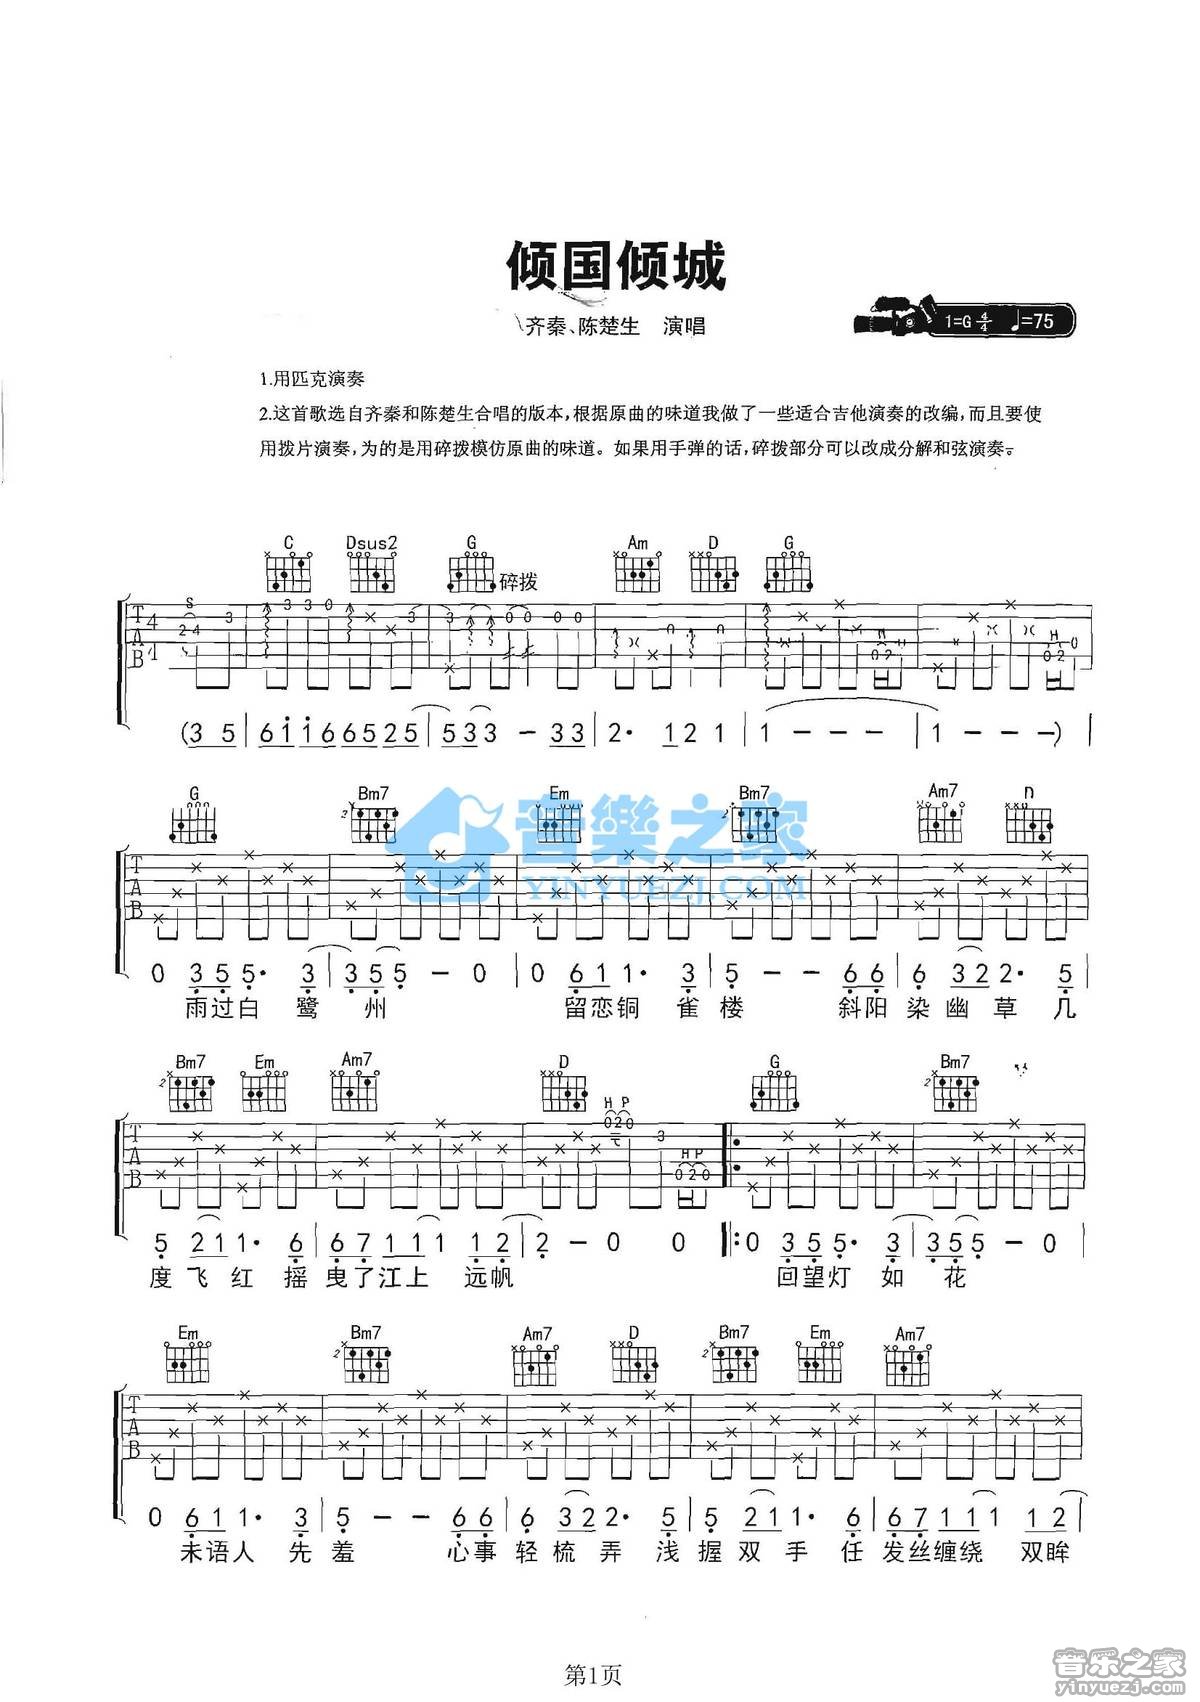 倾国倾城
齐秦、陈楚生 演唱
1=G 4/4 ♩=75
1.用匹克演奏
2.这首歌选自齐秦和陈楚生合唱的版本,根据原曲的味道我做了一些适合吉他演奏的改编,而且要使
用拨片演奏,为的是用碎拨模仿原曲的味道。如果用手弹的话,碎拨部分可以改成分解和弦演奏。
C Dsus2 G 碎拨 Am D G
(3 5 | 6 i i 6 6 5 2 5 | 5 3 3 - 3 3 | 2· 1 2 1 | 1 - - - | 1 - - -)
G Bm7 Em Bm7 Am7
音樂之家
YINYUEZJ.COM
0 3 5 5· 3 | 3 5 5 - 0 | 0 6 1 1· 3 | 5 - - 6 6 | 6 3 2 2· 5
雨过白鹭州 留恋铜雀楼 斜阳染幽草几
Bm7 Em Am7 D G Bm7
5 2 1 1· 6 | 6 7 1 1 1 1 2 | 2 - 0 0 |: 0 3 5 5· 3 | 3 5 5 - 0
度飞红摇曳了江上远帆 回望灯如花
Em Bm7 Am7 D Bm7 Em Am7
0 6 1 1· 3 | 5 - - 6 6 | 6 3 2 2· 5 | 5 2 1 1· 6 | 6 7 1 1 1 1 2
未语人先羞 心事轻梳弄浅握双手任发丝缠绕双眸
第1页
音乐之家
yinyuezj.com